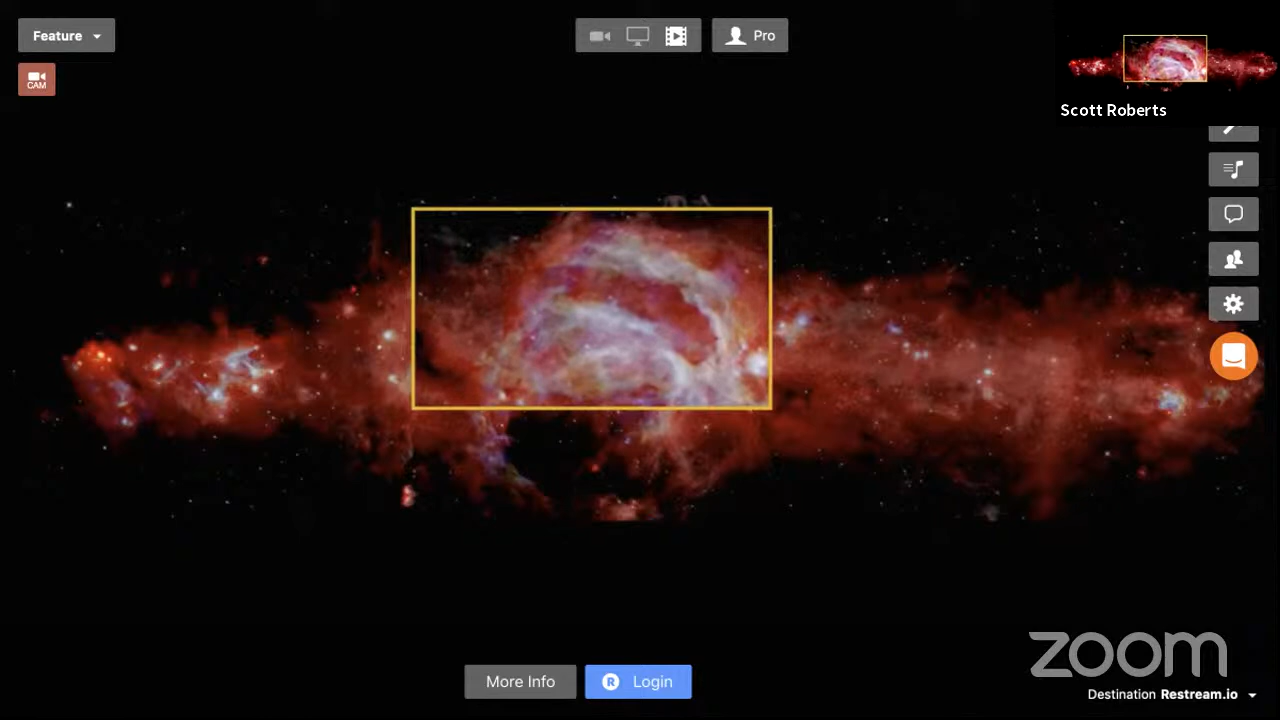 Feature
Pro
CAM
Scott Roberts
More Info
R Login
zoom
Destination Restream.io